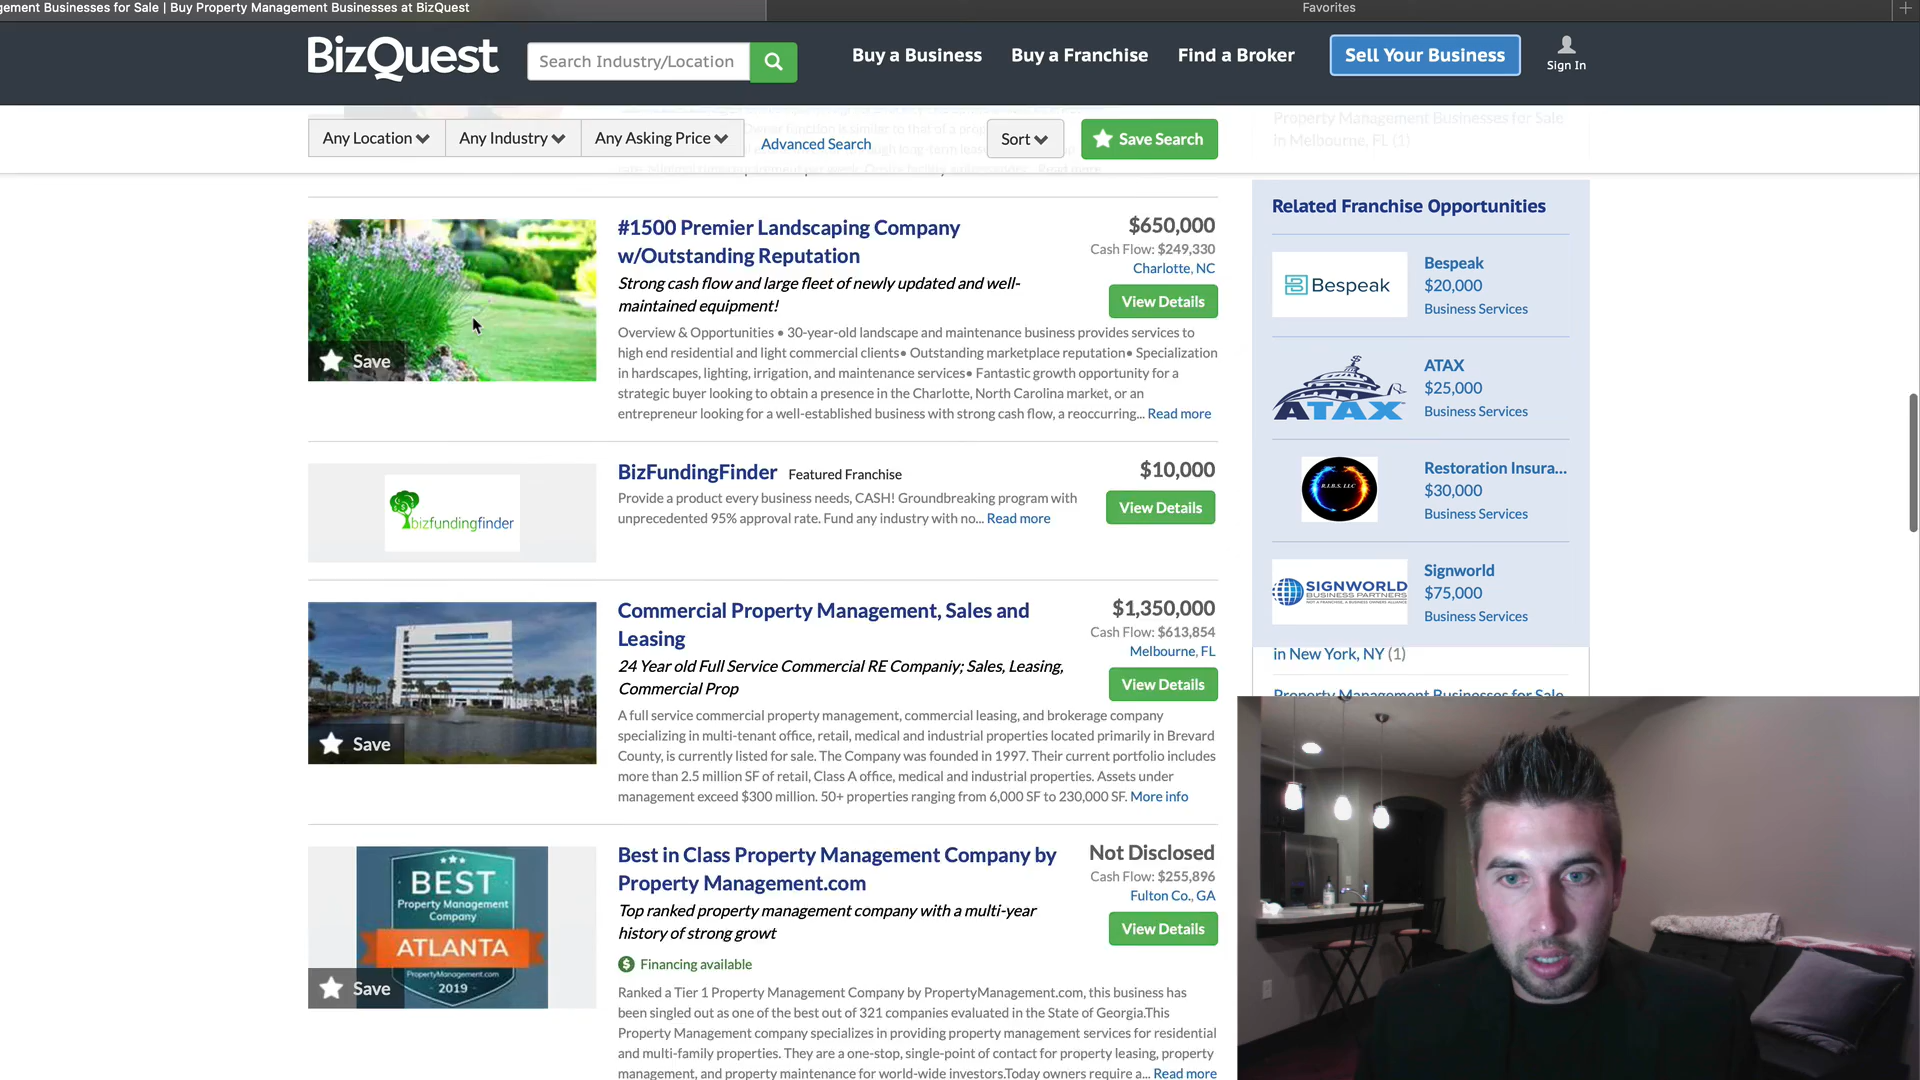 gement Businesses for Sale | Buy Property Management Businesses at BizQuest
Favorites
BizQuest
Search Industry/Location
Buy a Business
Buy a Franchise
Find a Broker
Sell Your Business
Sign In
Any Location
Any Industry
Any Asking Price
Advanced Search
Sort
Save Search
Property Management Businesses for Sale
in Melbourne, FL (1)
#1500 Premier Landscaping Company
w/Outstanding Reputation
Strong cash flow and large fleet of newly updated and well-
maintained equipment!
$650,000
Cash Flow: $249,330
Charlotte, NC
View Details
Save
Overview & Opportunities • 30-year-old landscape and maintenance business provides services to
high end residential and light commercial clients• Outstanding marketplace reputation• Specialization
in hardscapes, lighting, irrigation, and maintenance services• Fantastic growth opportunity for a
strategic buyer looking to obtain a presence in the Charlotte, North Carolina market, or an
entrepreneur looking for a well-established business with strong cash flow, a reoccurring... Read more
bizfundingfinder
BizFundingFinder Featured Franchise
$10,000
Provide a product every business needs, CASH! Groundbreaking program with
unprecedented 95% approval rate. Fund any industry with no... Read more
View Details
Commercial Property Management, Sales and
Leasing
24 Year old Full Service Commercial RE Companiy; Sales, Leasing,
Commercial Prop
$1,350,000
Cash Flow: $613,854
Melbourne, FL
View Details
Save
A full service commercial property management, commercial leasing, and brokerage company
specializing in multi-tenant office, retail, medical and industrial properties located primarily in Brevard
County, is currently listed for sale. The Company was founded in 1997. Their current portfolio includes
more than 2.5 million SF of retail, Class A office, medical and industrial properties. Assets under
management exceed $300 million. 50+ properties ranging from 6,000 SF to 230,000 SF. More info
BEST
Property Management
Company
ATLANTA
PropertyManagement.com
2019
Save
Best in Class Property Management Company by
Property Management.com
Top ranked property management company with a multi-year
history of strong growt
Not Disclosed
Cash Flow: $255,896
Fulton Co., GA
View Details
Financing available
Ranked a Tier 1 Property Management Company by PropertyManagement.com, this business has
been singled out as one of the best out of 321 companies evaluated in the State of Georgia.This
Property Management company specializes in providing property management services for residential
and multi-family properties. They are a one-stop, single-point of contact for property leasing, property
management, and property maintenance for world-wide investors.Today owners require a... Read more
Related Franchise Opportunities
Bespeak
Bespeak
$20,000
Business Services
ATAX
ATAX
$25,000
Business Services
R.I.B.S. LLC
Restoration Insura...
$30,000
Business Services
SIGNWORLD
BUSINESS PARTNERS
Signworld
$75,000
Business Services
in New York, NY (1)
Property Management Businesses for Sale